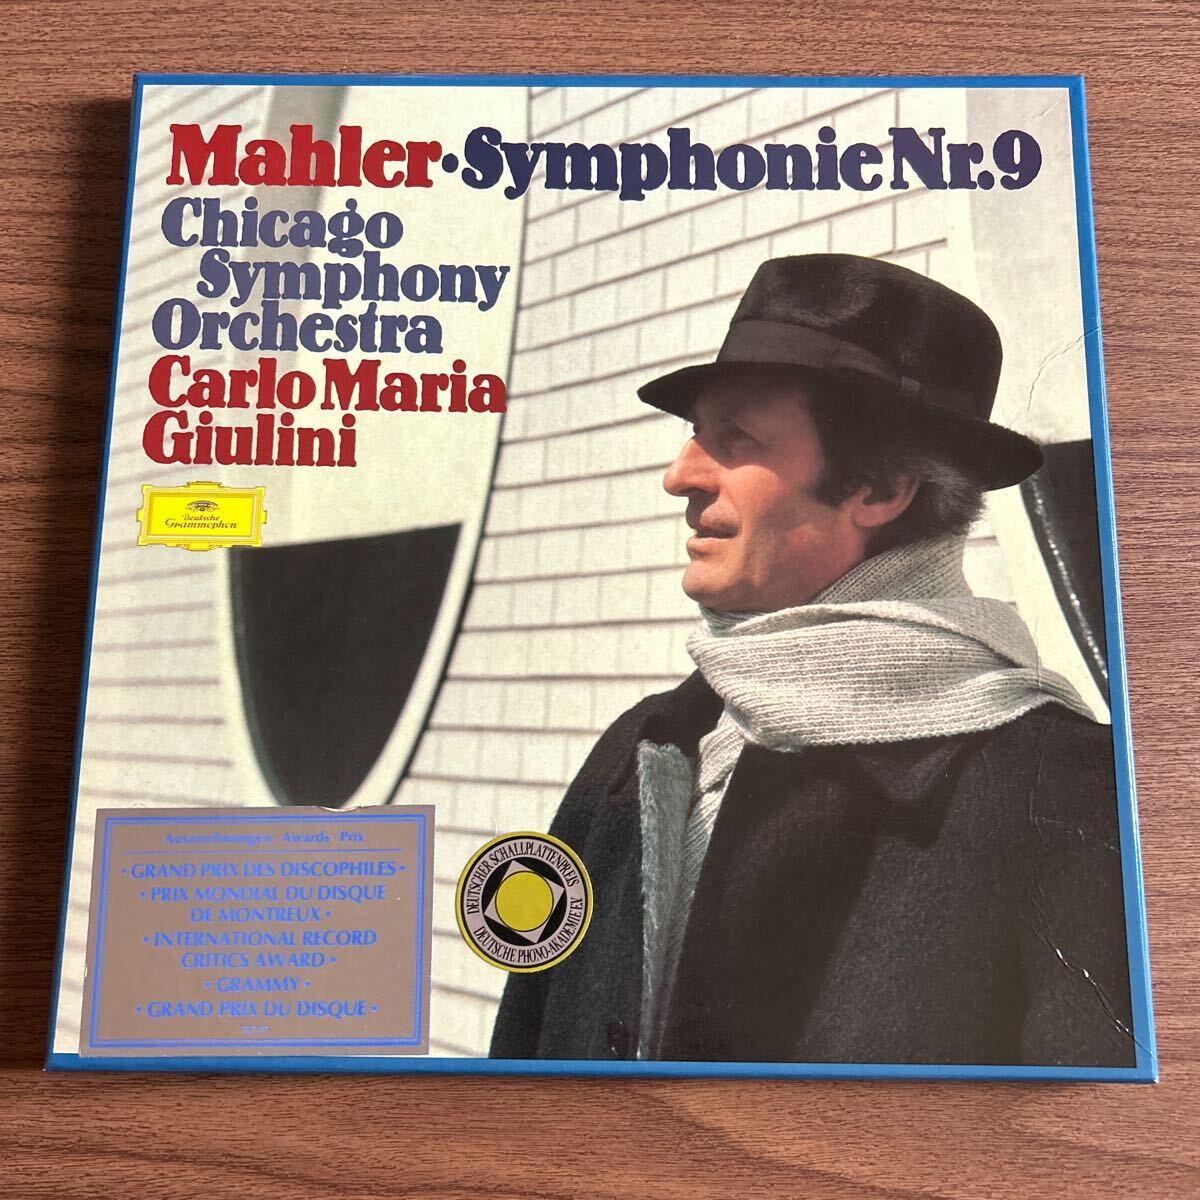 Mahler · Symphonie Nr. 9
Chicago
Symphony
Orchestra
Carlo Maria
Giulini
Deutsche
Grammophon
Auszeichnungen · Awards · Prix
· GRAND PRIX DES DISCOPHILES ·
· PRIX MONDIAL DU DISQUE
DE MONTREUX ·
· INTERNATIONAL RECORD
CRITICS AWARD ·
· GRAMMY ·
· GRAND PRIX DU DISQUE ·
DEUTSCHER SCHALLPLATTENPREIS
DEUTSCHE PHONO-AKADEMIE E.V.